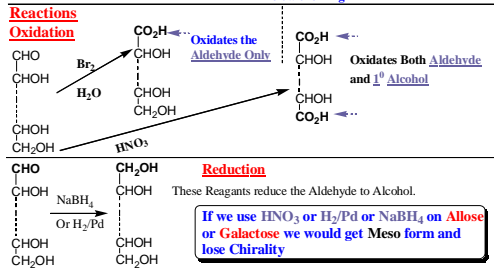 Reactions
Oxidation
CHO
CHOH
CHOH
CH₂OH
Br₂
H₂O
HNO₃
CO₂H
CHOH
CHOH
CH₂OH
Oxidates the
Aldehyde Only
CO₂H
CHOH
CHOH
CO₂H
Oxidates Both Aldehyde
and 1⁰ Alcohol
CHO
CHOH
CHOH
CH₂OH
NaBH₄
Or H₂/Pd
CH₂OH
CHOH
CHOH
CH₂OH
Reduction
These Reagants reduce the Aldehyde to Alcohol.
If we use HNO₃ or H₂/Pd or NaBH₄ on Allose
or Galactose we would get Meso form and
lose Chirality